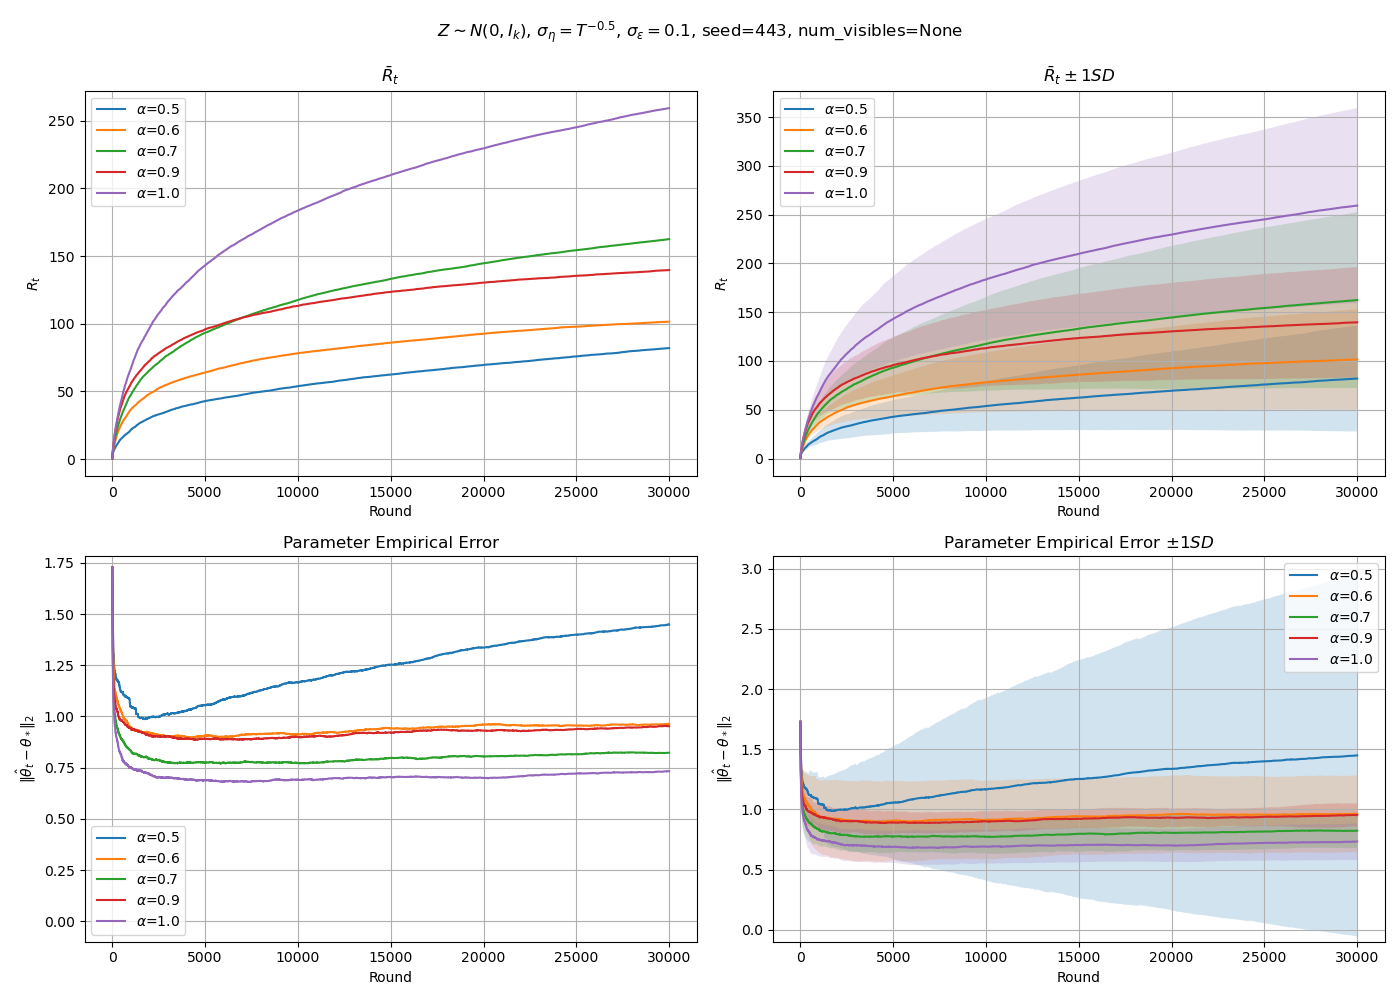 Z ~ N(0, I_k), σ_η = T^{-0.5}, σ_ε = 0.1, seed=443, num_visibles=None
R̄_t
R_t
250
200
150
100
50
0
α=0.5
α=0.6
α=0.7
α=0.9
α=1.0
0 5000 10000 15000 20000 25000 30000
Round
R̄_t ± 1SD
R_t
350
300
250
200
150
100
50
0
α=0.5
α=0.6
α=0.7
α=0.9
α=1.0
0 5000 10000 15000 20000 25000 30000
Round
Parameter Empirical Error
‖θ̂_t − θ_*‖_2
1.75
1.50
1.25
1.00
0.75
0.50
0.25
0.00
α=0.5
α=0.6
α=0.7
α=0.9
α=1.0
0 5000 10000 15000 20000 25000 30000
Round
Parameter Empirical Error ±1SD
‖θ̂_t − θ_*‖_2
3.0
2.5
2.0
1.5
1.0
0.5
0.0
α=0.5
α=0.6
α=0.7
α=0.9
α=1.0
0 5000 10000 15000 20000 25000 30000
Round